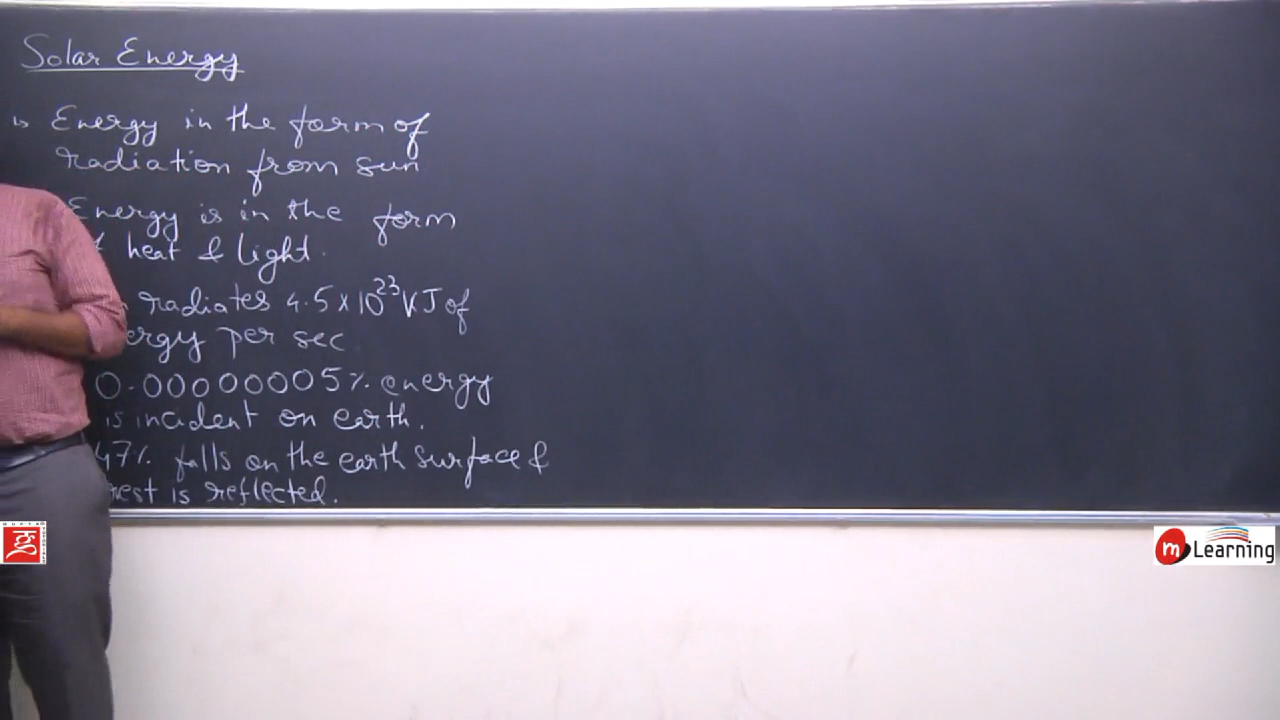 Solar Energy
↳ Energy in the form of
radiation from sun
Energy is in the form
heat & light.
radiates 4.5 x 10²³ KJ of
ergy per sec
0.00000005% energy
is incident on earth.
47% falls on the earth surface &
rest is reflected.
GUPTA TUTORIALS
m Learning